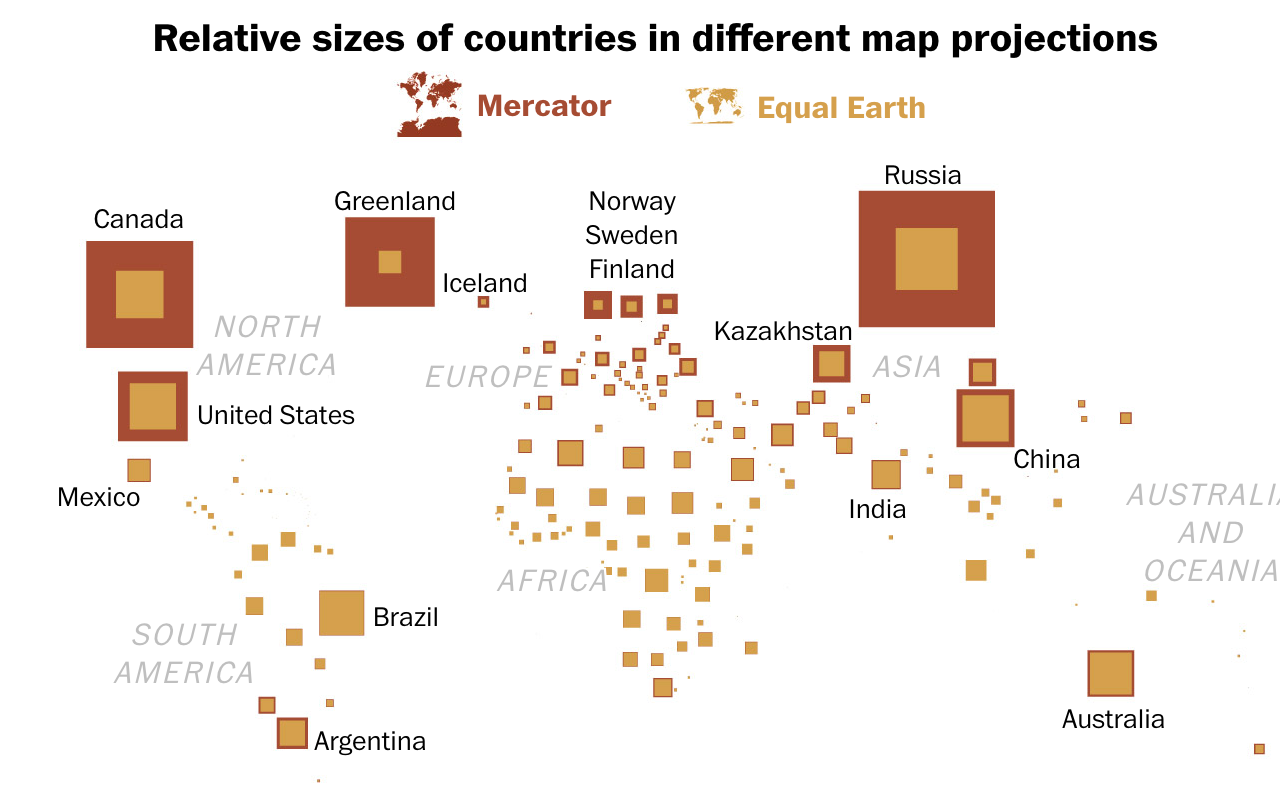 Relative sizes of countries in different map projections
Mercator
Equal Earth
Russia
Greenland
Norway
Sweden
Finland
Canada
Iceland
NORTH
AMERICA
Kazakhstan
EUROPE
ASIA
United States
China
Mexico
India
AUSTRALIA
AND
OCEANIA
AFRICA
Brazil
SOUTH
AMERICA
Australia
Argentina